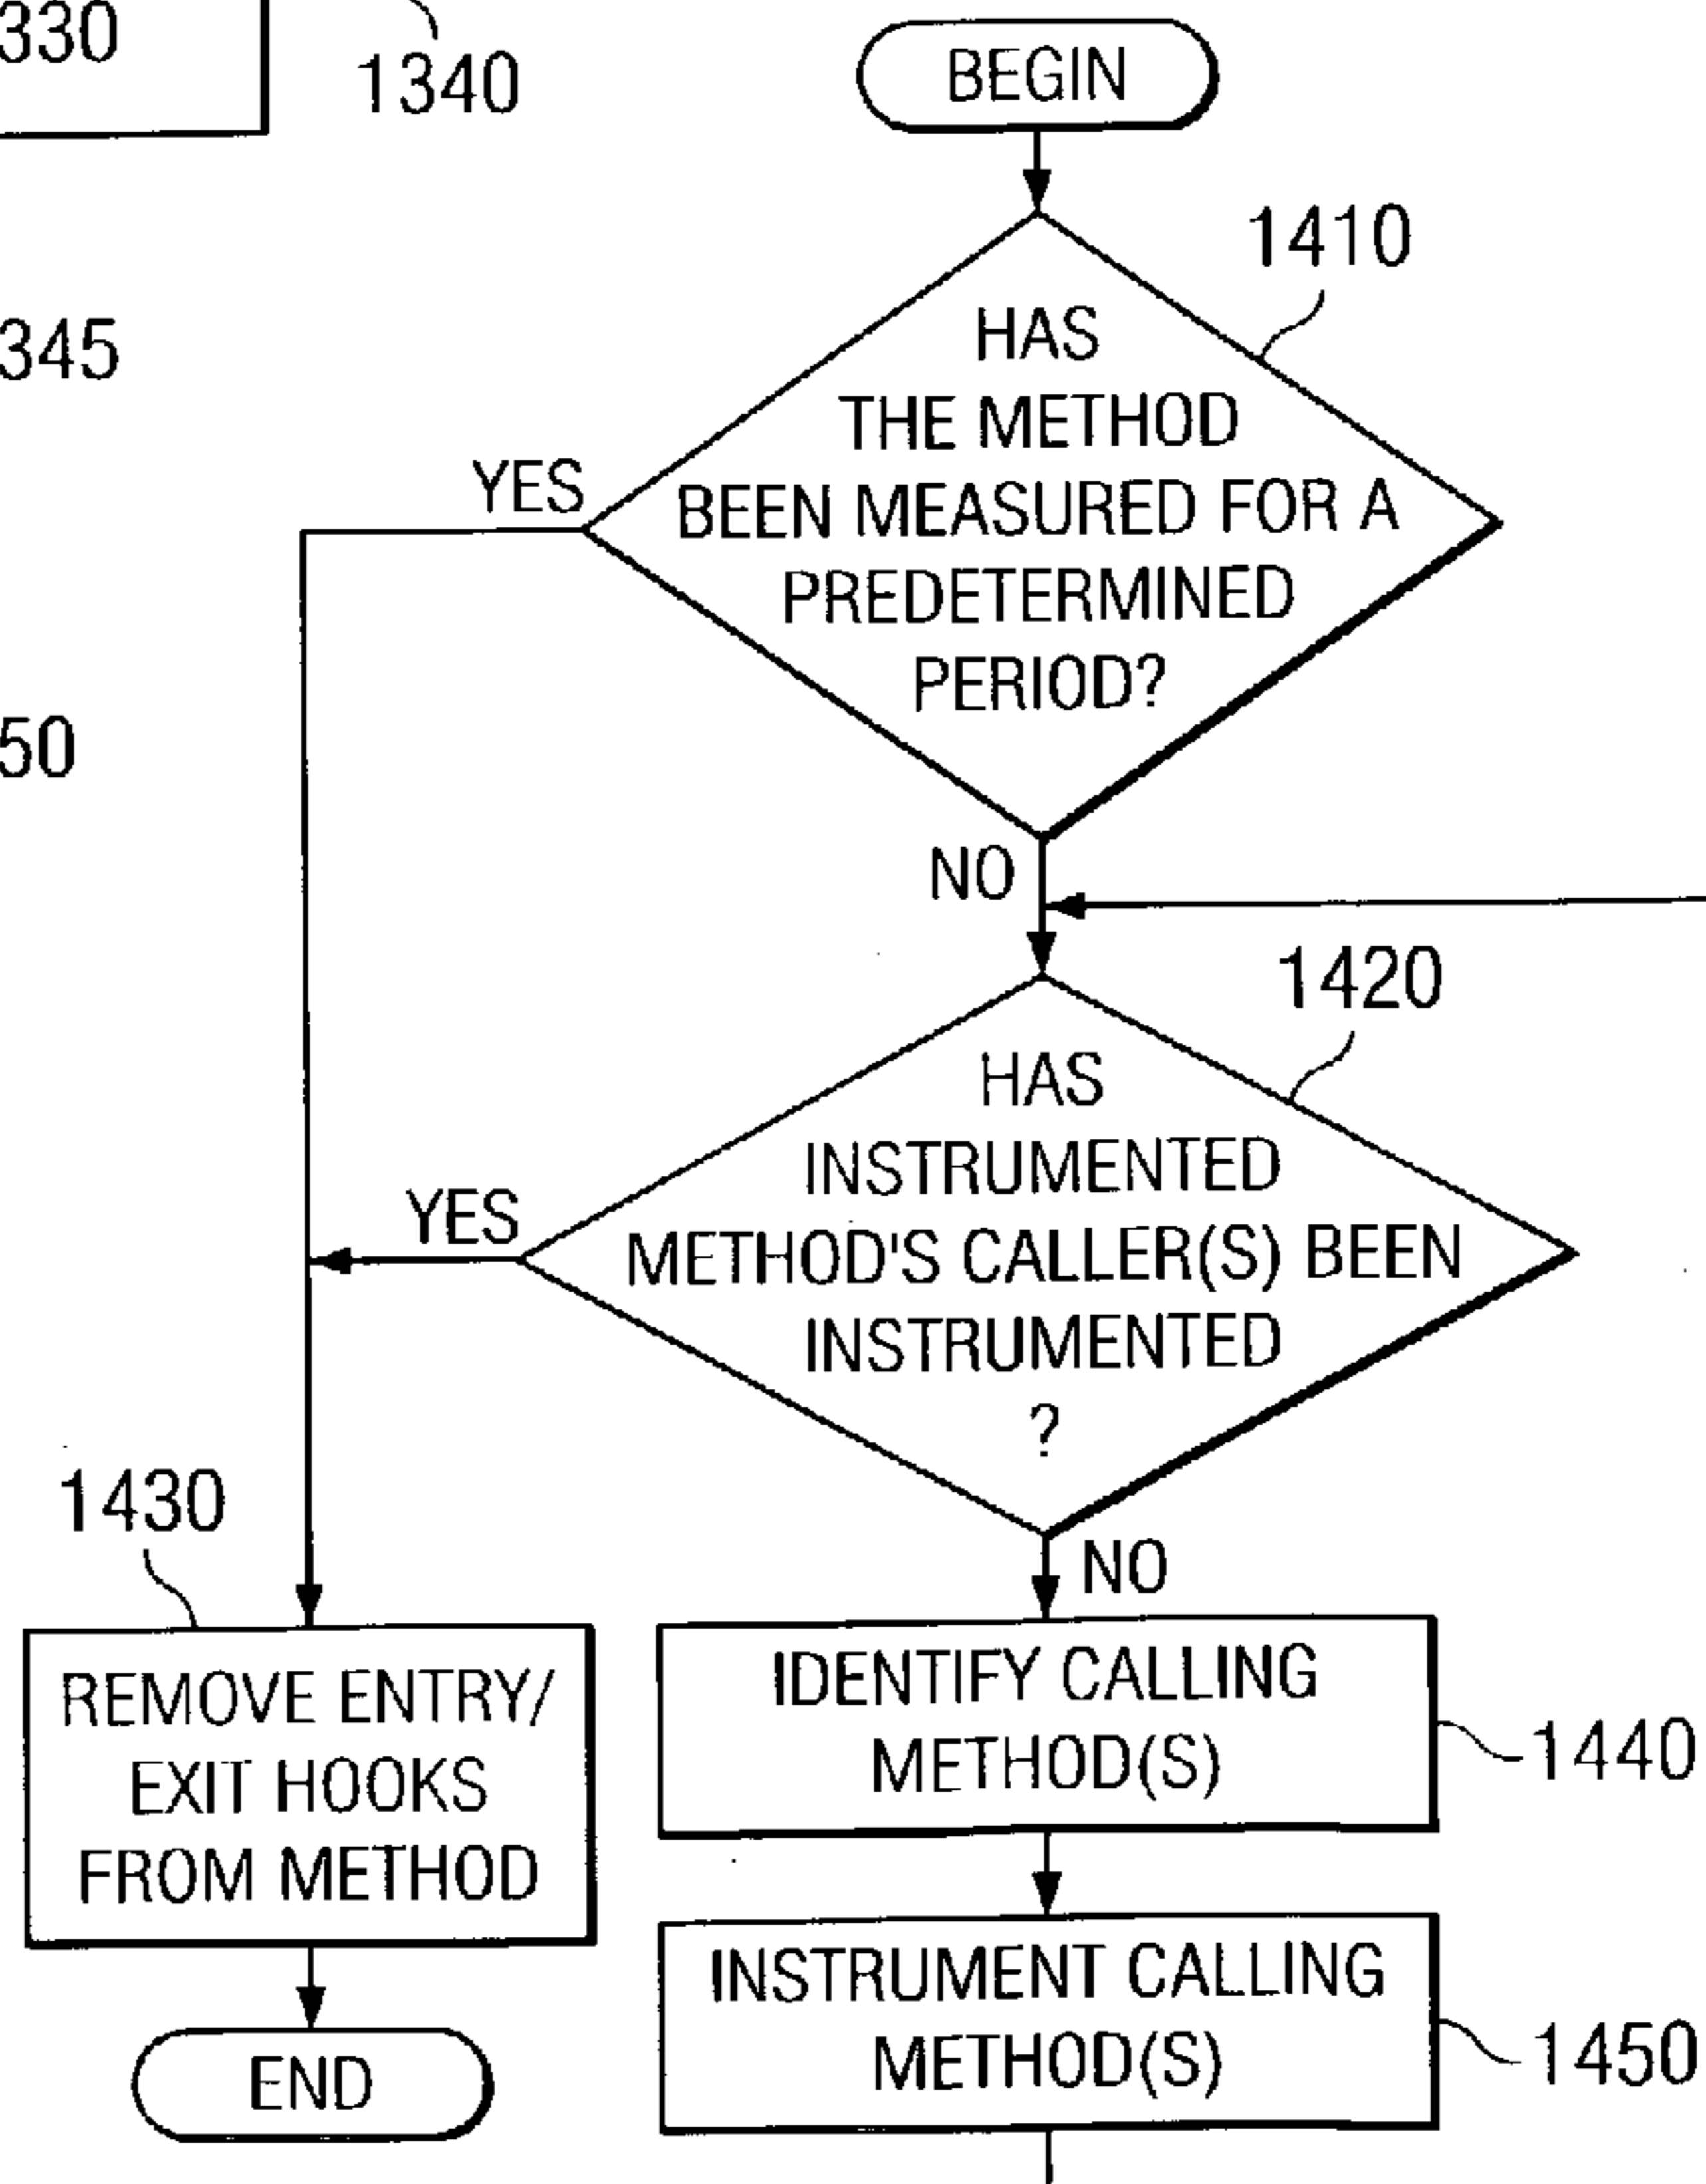 330
1340
345
50
BEGIN
1410
HAS
THE METHOD
BEEN MEASURED FOR A
PREDETERMINED
PERIOD?
YES
NO
1420
HAS
INSTRUMENTED
METHOD'S CALLER(S) BEEN
INSTRUMENTED
?
YES
NO
1430
REMOVE ENTRY/
EXIT HOOKS
FROM METHOD
END
IDENTIFY CALLING
METHOD(S)
1440
INSTRUMENT CALLING
METHOD(S)
1450